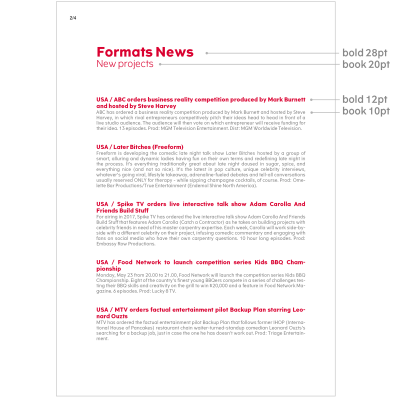 2/4
Formats News
New projects
bold 28pt
book 20pt
USA / ABC orders business reality competition produced by Mark Burnett
and hosted by Steve Harvey
bold 12pt
book 10pt
ABC has ordered a business reality competition produced by Mark Burnett and hosted by Steve
Harvey, in which rival entrepreneurs competitively pitch their ideas head to head in front of a
live studio audience. The audience will then vote on which entrepreneur will receive funding for
their idea. 13 episodes. Prod: MGM Television Entertainment. Dist: MGM Worldwide Television.
USA / Later Bitches (Freeform)
Freeform is developing the comedic late night talk show Later Bitches hosted by a group of
smart, alluring and dynamic ladies having fun on their own terms and redefining late night in
the process. It's everything traditionally great about late night doused in sugar, spice, and
everything nice (and not so nice). It's the latest in pop culture, unique celebrity interviews,
whatever's going viral, lifestyle takeaways, adrenaline-fueled debates and tell-all conversations
usually reserved ONLY for therapy - while sipping champagne cocktails, of course. Prod: Ome-
lette Bar Productions/True Entertainment (Endemol Shine North America).
USA / Spike TV orders live interactive talk show Adam Carolla And
Friends Build Stuff
For airing in 2017, Spike TV has ordered the live interactive talk show Adam Carolla And Friends
Build Stuff that features Adam Carolla (Catch a Contractor) as he takes on building projects with
celebrity friends in need of his master carpentry expertise. Each week, Carolla will work side-by-
side with a different celebrity on their project, infusing comedic commentary and engaging with
fans on social media who have their own carpentry questions. 10 hour long episodes. Prod:
Embassy Row Productions.
USA / Food Network to launch competition series Kids BBQ Cham-
pionship
Monday, May 23 from 20.00 to 21.00, Food Network will launch the competition series Kids BBQ
Championship. Eight of the country's finest young BBQers compete in a series of challenges tes-
ting their BBQ skills and creativity on the grill to win $20,000 and a feature in Food Network Ma-
gazine. 6 episodes. Prod: Lucky 8 TV.
USA / MTV orders factual entertainment pilot Backup Plan starring Leo-
nard Ouzts
MTV has ordered the factual entertainment pilot Backup Plan that follows former IHOP (Interna-
tional House of Pancakes) restaurant chain waiter-turned-standup comedian Leonard Ouzts's
searching for a backup job, just in case the one he has doesn't work out. Prod: Triage Entertain-
ment.